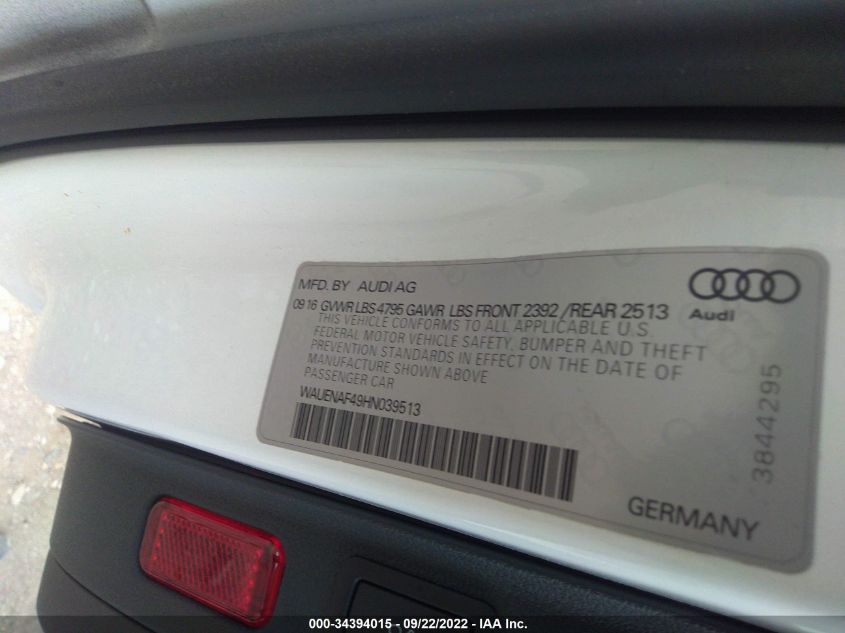 MFD. BY AUDI AG
09 16 GVWR LBS 4795 GAWR LBS FRONT 2392 /REAR 2513
THIS VEHICLE CONFORMS TO ALL APPLICABLE U.S.
FEDERAL MOTOR VEHICLE SAFETY, BUMPER AND THEFT
PREVENTION STANDARDS IN EFFECT ON THE DATE OF
MANUFACTURE SHOWN ABOVE
PASSENGER CAR
WAUENAF49HN039513
Audi
3844295
GERMANY
000-34394015 - 09/22/2022 - IAA Inc.